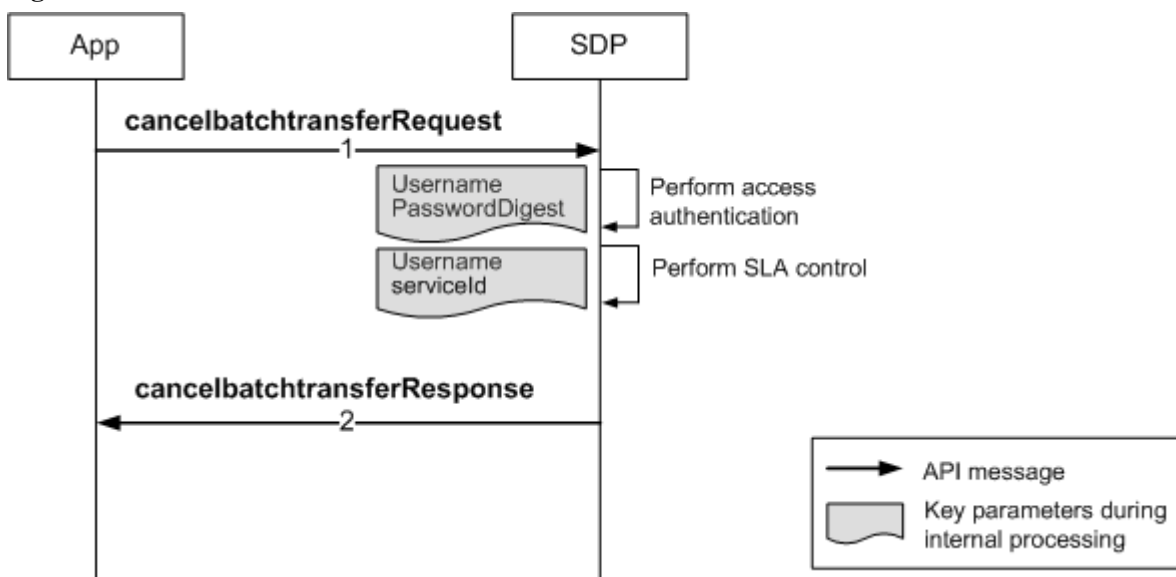 App
SDP
cancelbatchtransferRequest
1
Username
PasswordDigest
Perform access
authentication
Username
serviceId
Perform SLA control
cancelbatchtransferResponse
2
API message
Key parameters during
internal processing